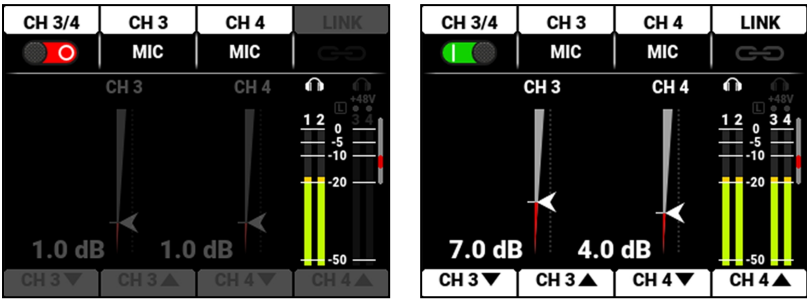 CH 3/4 CH 3 CH 4 LINK
MIC MIC
CH 3 CH 4
+48V
L
1 2 3 4
0
-5
-10
-20
-50
1.0 dB 1.0 dB
CH 3▼ CH 3▲ CH 4▼ CH 4▲
CH 3/4 CH 3 CH 4 LINK
MIC MIC
CH 3 CH 4
+48V
L
1 2 3 4
0
-5
-10
-20
-50
7.0 dB 4.0 dB
CH 3▼ CH 3▲ CH 4▼ CH 4▲